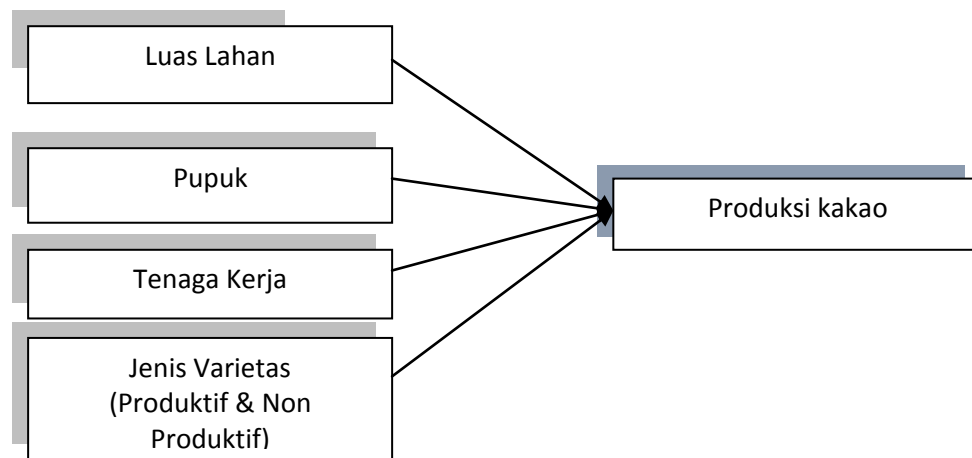 Luas Lahan
Pupuk
Produksi kakao
Tenaga Kerja
Jenis Varietas
(Produktif & Non
Produktif)